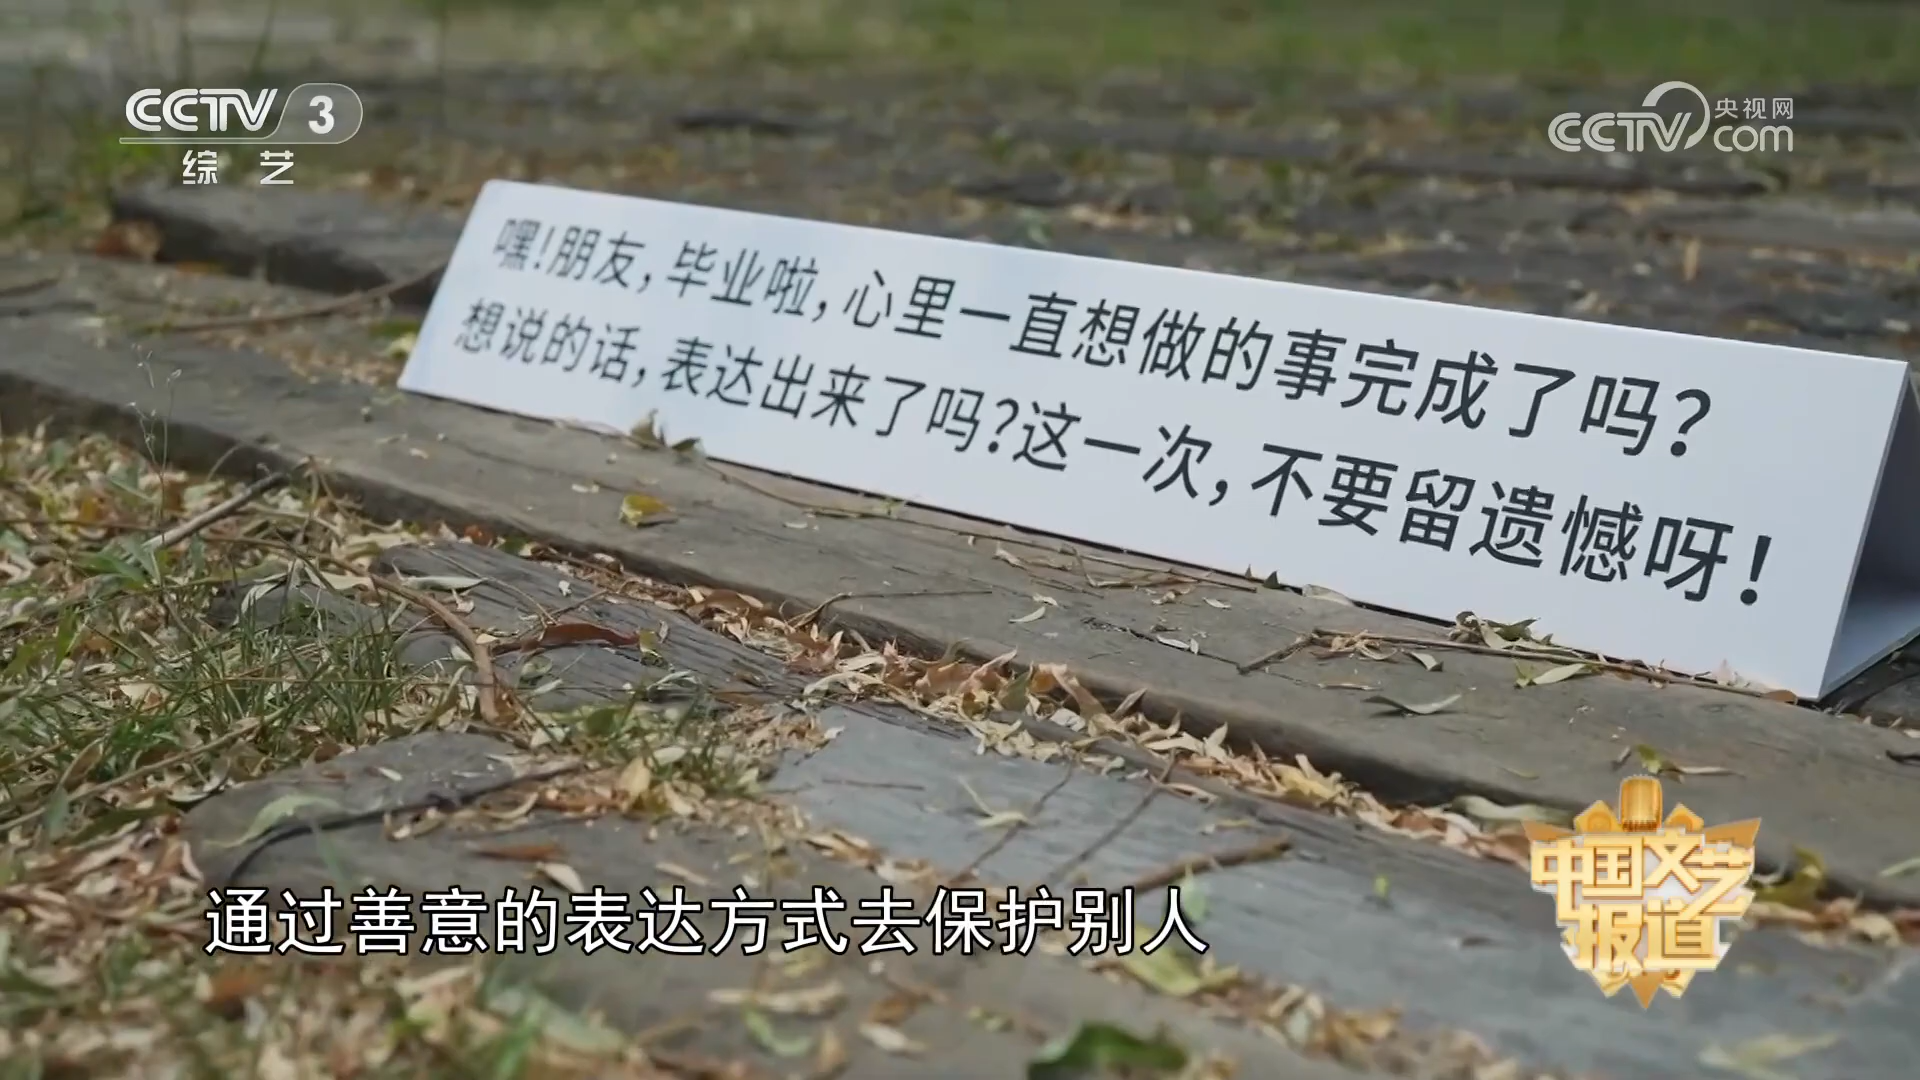 CCTV 3
综艺
央视网
CCTV.com
嘿!朋友,毕业啦,心里一直想做的事完成了吗?
想说的话,表达出来了吗?这一次,不要留遗憾呀!
通过善意的表达方式去保护别人
中国文艺
报道